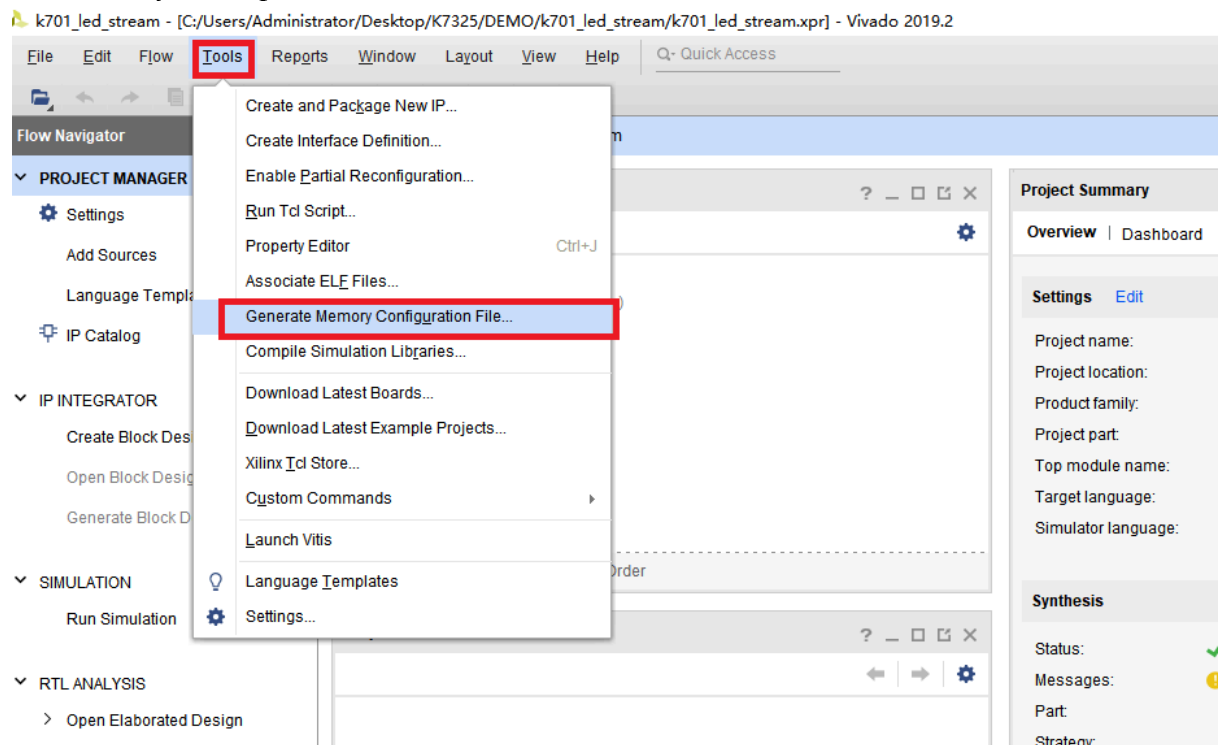 k701_led_stream - [C:/Users/Administrator/Desktop/K7325/DEMO/k701_led_stream/k701_led_stream.xpr] - Vivado 2019.2
File Edit Flow Tools Reports Window Layout View Help Q- Quick Access
Flow Navigator
PROJECT MANAGER
Settings
Add Sources
Language Templa
IP Catalog
IP INTEGRATOR
Create Block Des
Open Block Desig
Generate Block D
SIMULATION
Run Simulation
RTL ANALYSIS
Open Elaborated Design
Create and Package New IP...
Create Interface Definition...
Enable Partial Reconfiguration...
Run Tcl Script...
Property Editor Ctrl+J
Associate ELF Files...
Generate Memory Configuration File...
Compile Simulation Libraries...
Download Latest Boards...
Download Latest Example Projects...
Xilinx Tcl Store...
Custom Commands
Launch Vitis
Language Templates
Settings...
m
)
Order
Project Summary
Overview | Dashboard
Settings Edit
Project name:
Project location:
Product family:
Project part:
Top module name:
Target language:
Simulator language:
Synthesis
Status:
Messages:
Part:
Strategy: